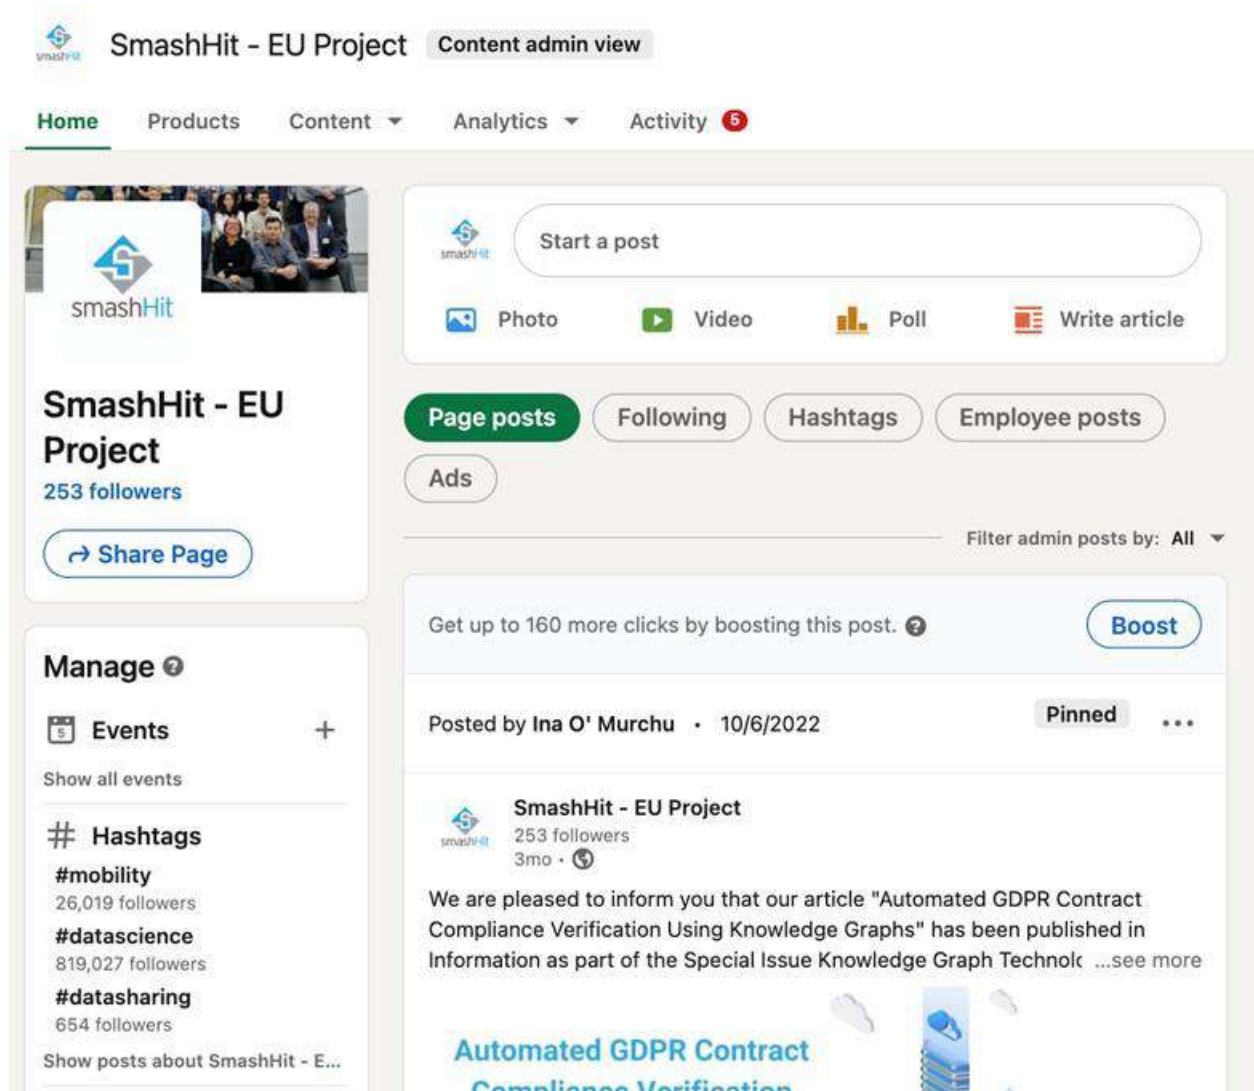 smashHit
SmashHit - EU Project
Content admin view
Home
Products
Content
Analytics
Activity
5
smashHit
SmashHit - EU
Project
253 followers
Share Page
Manage
5
Events
Show all events
Hashtags
#mobility
26,019 followers
#datascience
819,027 followers
#datasharing
654 followers
Show posts about SmashHit - E...
smashHit
Start a post
Photo
Video
Poll
Write article
Page posts
Following
Hashtags
Employee posts
Ads
Filter admin posts by: All
Get up to 160 more clicks by boosting this post.
Boost
Posted by Ina O' Murchu • 10/6/2022
Pinned
smashHit
SmashHit - EU Project
253 followers
3mo •
We are pleased to inform you that our article "Automated GDPR Contract
Compliance Verification Using Knowledge Graphs" has been published in
Information as part of the Special Issue Knowledge Graph ...see more
Automated GDPR Contract
Compliance Verification